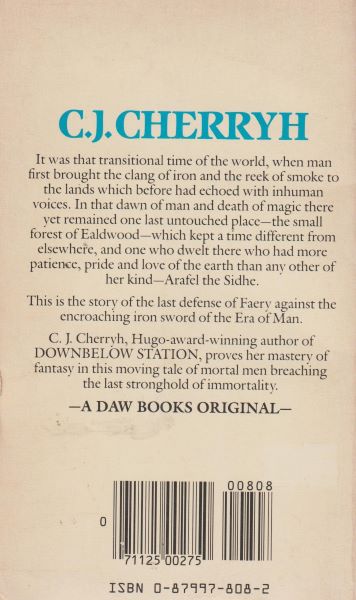 C.J. CHERRYH
It was that transitional time of the world, when man
first brought the clang of iron and the reek of smoke to
the lands which before had echoed with inhuman
voices. In that dawn of man and death of magic there
yet remained one last untouched place—the small
forest of Ealdwood—which kept a time different from
elsewhere, and one who dwelt there who had more
patience, pride and love of the earth than any other of
her kind—Arafel the Sidhe.
This is the story of the last defense of Faery against the
encroaching iron sword of the Era of Man.
C. J. Cherryh, Hugo-award-winning author of
DOWNBELOW STATION, proves her mastery of
fantasy in this moving tale of mortal men breaching
the last stronghold of immortality.
—A DAW BOOKS ORIGINAL—
00808
0
71125 00275
ISBN 0-87997-808-2